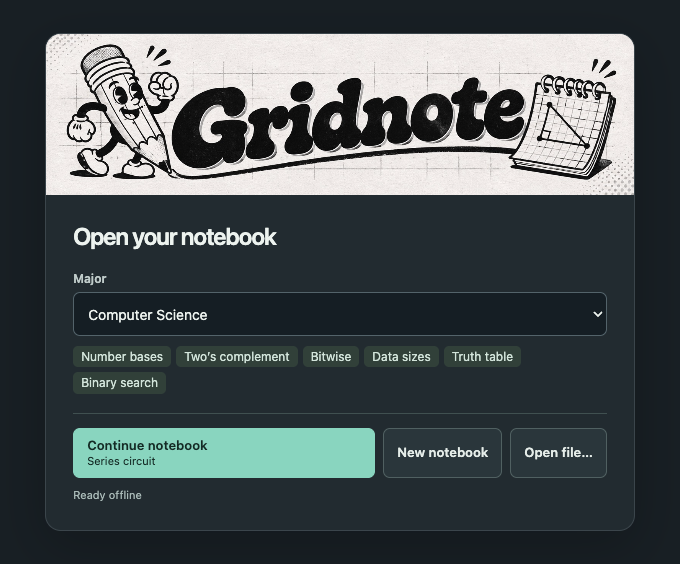 Gridnote
Open your notebook
Major
Computer Science
Number bases Two's complement Bitwise Data sizes Truth table
Binary search
Continue notebook
Series circuit
New notebook
Open file...
Ready offline